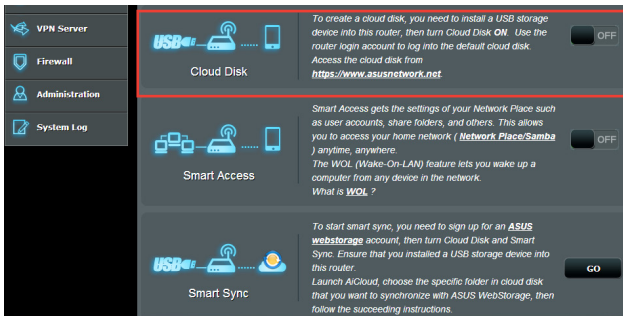 VPN Server
Firewall
Administration
System Log
USB
Cloud Disk
To create a cloud disk, you need to install a USB storage
device into this router, then turn Cloud Disk ON. Use the
router login account to log into the default cloud disk.
Access the cloud disk from
https://www.asusnetwork.net.
OFF
Smart Access
Smart Access gets the settings of your Network Place such
as user accounts, share folders, and others. This allows
you to access your home network ( Network Place/Samba
) anytime, anywhere.
The WOL (Wake-On-LAN) feature lets you wake up a
computer from any device in the network.
What is WOL ?
OFF
USB
Smart Sync
To start smart sync, you need to sign up for an ASUS
webstorage account, then turn Cloud Disk and Smart
Sync. Ensure that you installed a USB storage device into
this router.
Launch AiCloud, choose the specific folder in cloud disk
that you want to synchronize with ASUS WebStorage, then
follow the succeeding instructions.
GO